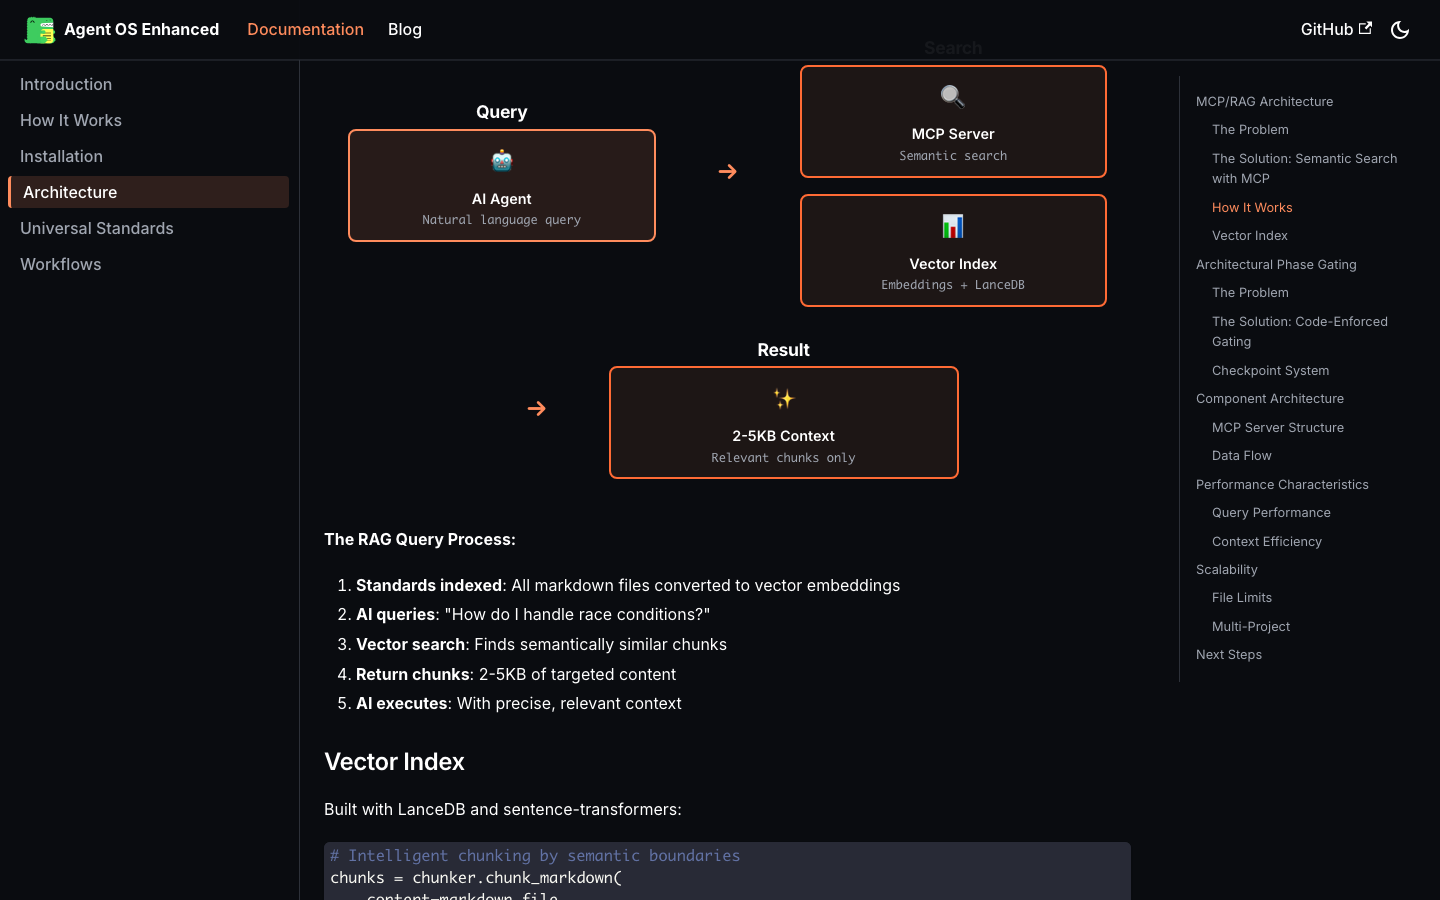 Agent OS Enhanced
Documentation
Blog
GitHub
Introduction
How It Works
Installation
Architecture
Universal Standards
Workflows
Search
Query
AI Agent
Natural language query
MCP Server
Semantic search
Vector Index
Embeddings + LanceDB
Result
2-5KB Context
Relevant chunks only
The RAG Query Process:
1. Standards indexed: All markdown files converted to vector embeddings
2. AI queries: "How do I handle race conditions?"
3. Vector search: Finds semantically similar chunks
4. Return chunks: 2-5KB of targeted content
5. AI executes: With precise, relevant context
Vector Index
Built with LanceDB and sentence-transformers:
# Intelligent chunking by semantic boundaries
chunks = chunker.chunk_markdown(
content=markdown_file
MCP/RAG Architecture
The Problem
The Solution: Semantic Search
with MCP
How It Works
Vector Index
Architectural Phase Gating
The Problem
The Solution: Code-Enforced
Gating
Checkpoint System
Component Architecture
MCP Server Structure
Data Flow
Performance Characteristics
Query Performance
Context Efficiency
Scalability
File Limits
Multi-Project
Next Steps